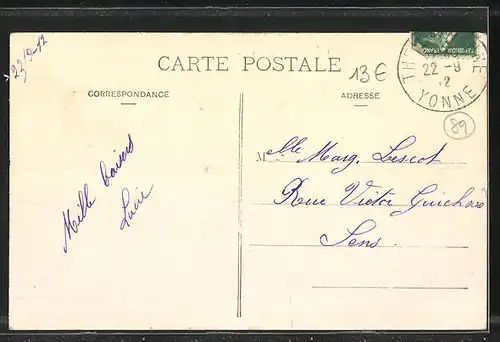 22/9-12
CARTE POSTALE
13€
CORRESPONDANCE
ADRESSE
22-9
12
YONNE
89
Mlle Marg. Lescot
Rue Victor Guichard
Sens.
Mille baisers
Lucie